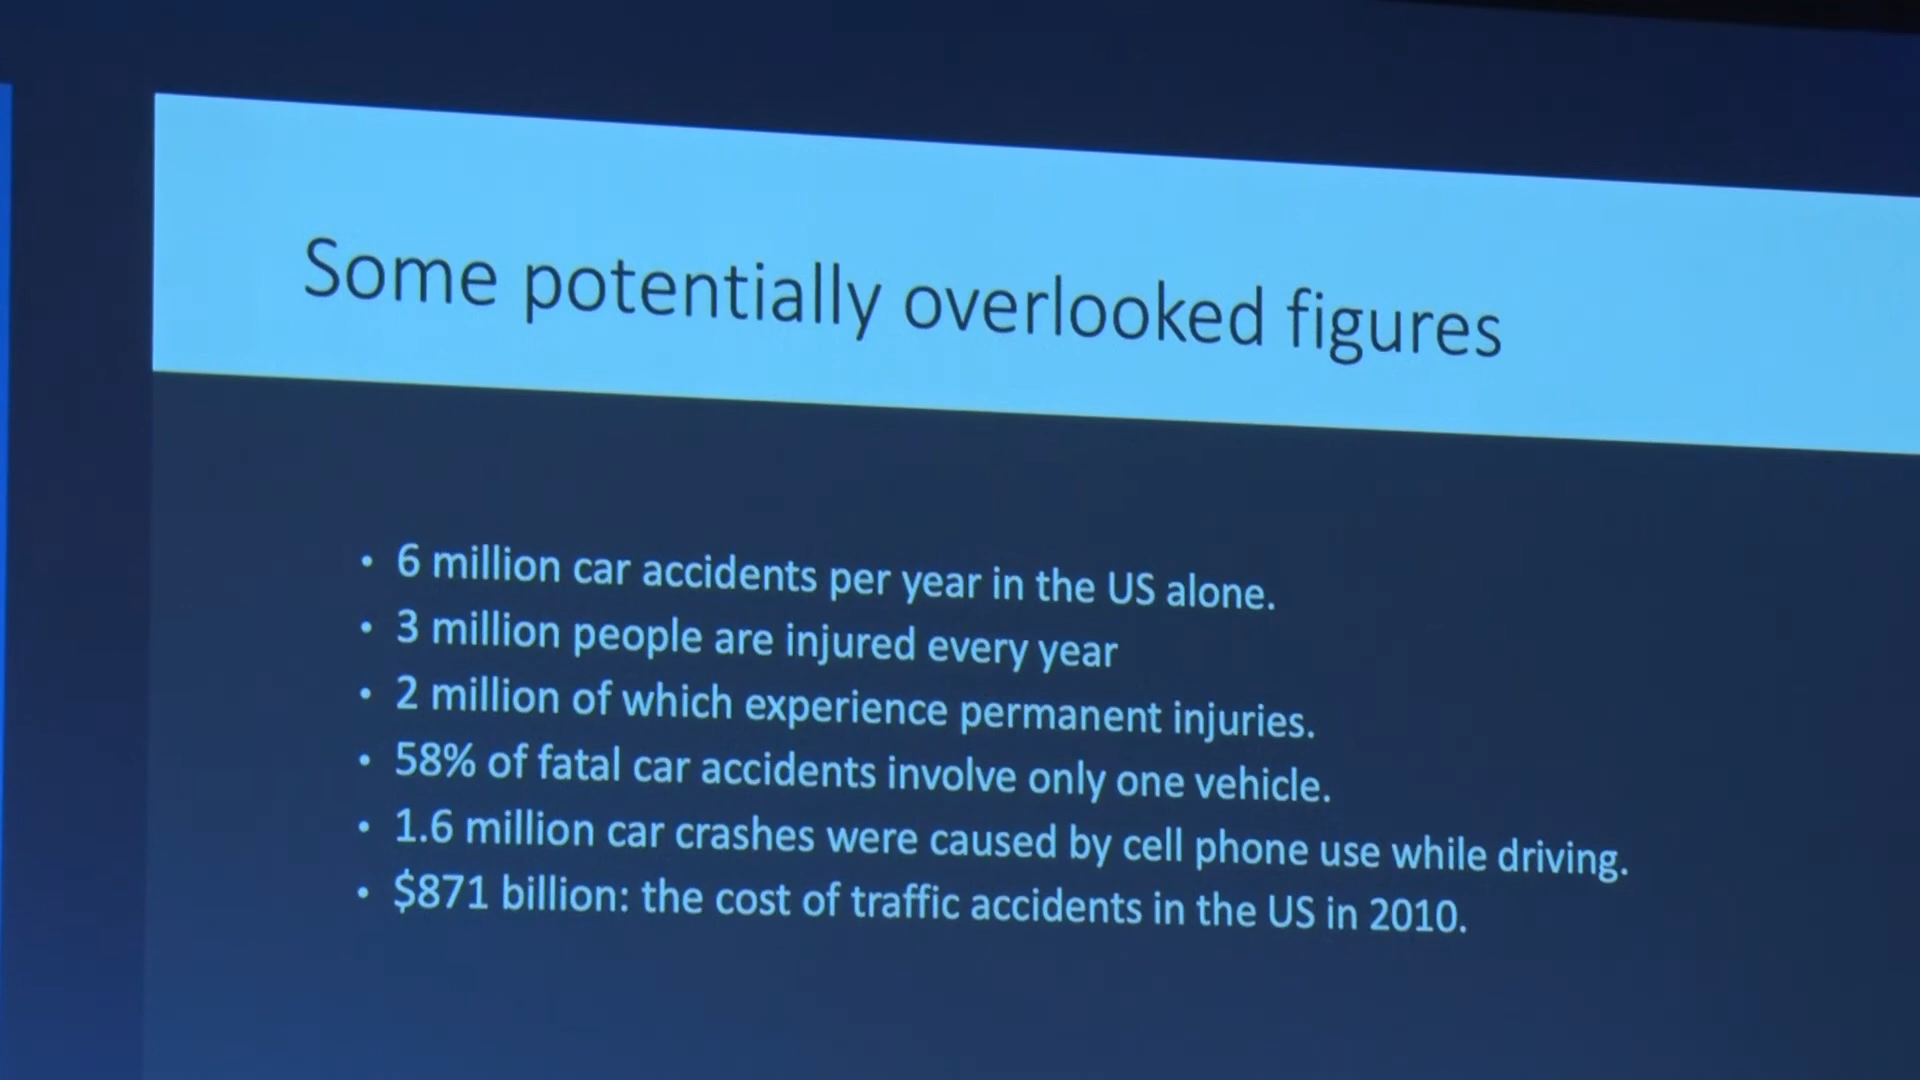 Some potentially overlooked figures
• 6 million car accidents per year in the US alone.
• 3 million people are injured every year
• 2 million of which experience permanent injuries.
• 58% of fatal car accidents involve only one vehicle.
• 1.6 million car crashes were caused by cell phone use while driving.
• $871 billion: the cost of traffic accidents in the US in 2010.